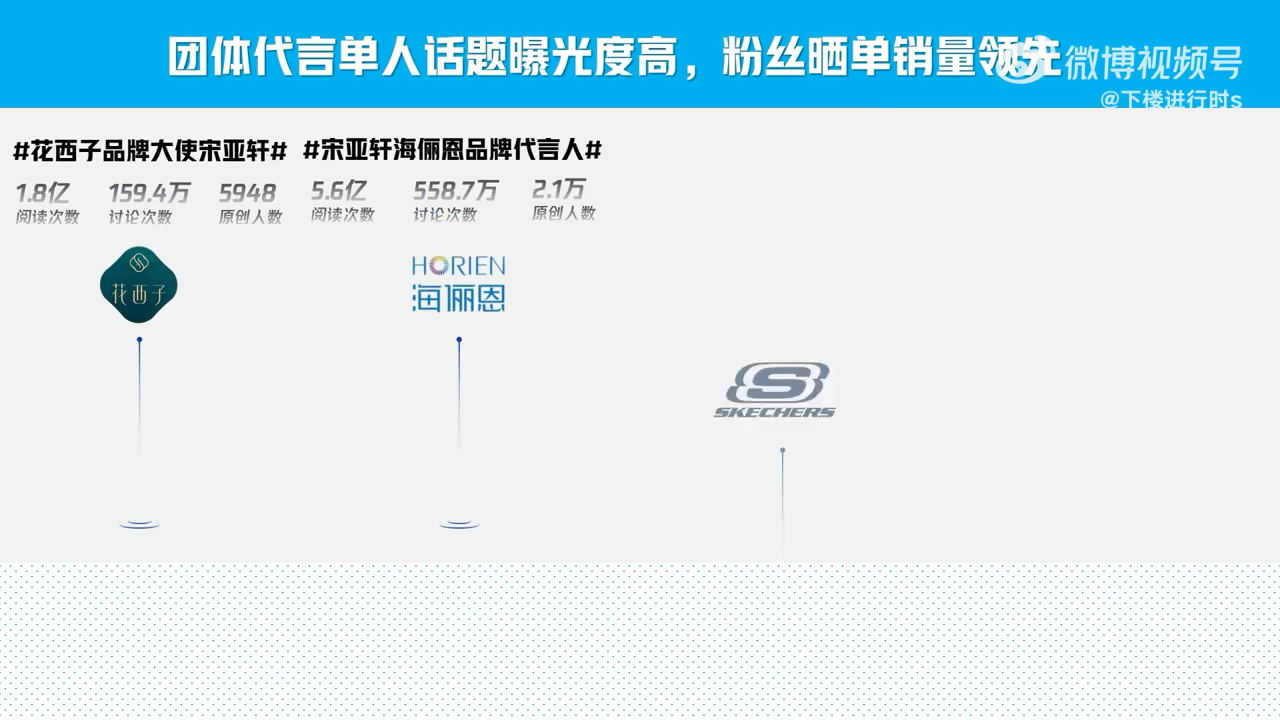 团体代言单人话题曝光度高，粉丝晒单销量领先
微博视频号
@下楼进行时s
#花西子品牌大使宋亚轩# #宋亚轩海俪恩品牌代言人#
1.8亿 159.4万 5948 5.6亿 558.7万 2.1万
阅读次数 讨论次数 原创人数 阅读次数 讨论次数 原创人数
花西子
HORIEN
海俪恩
SKECHERS